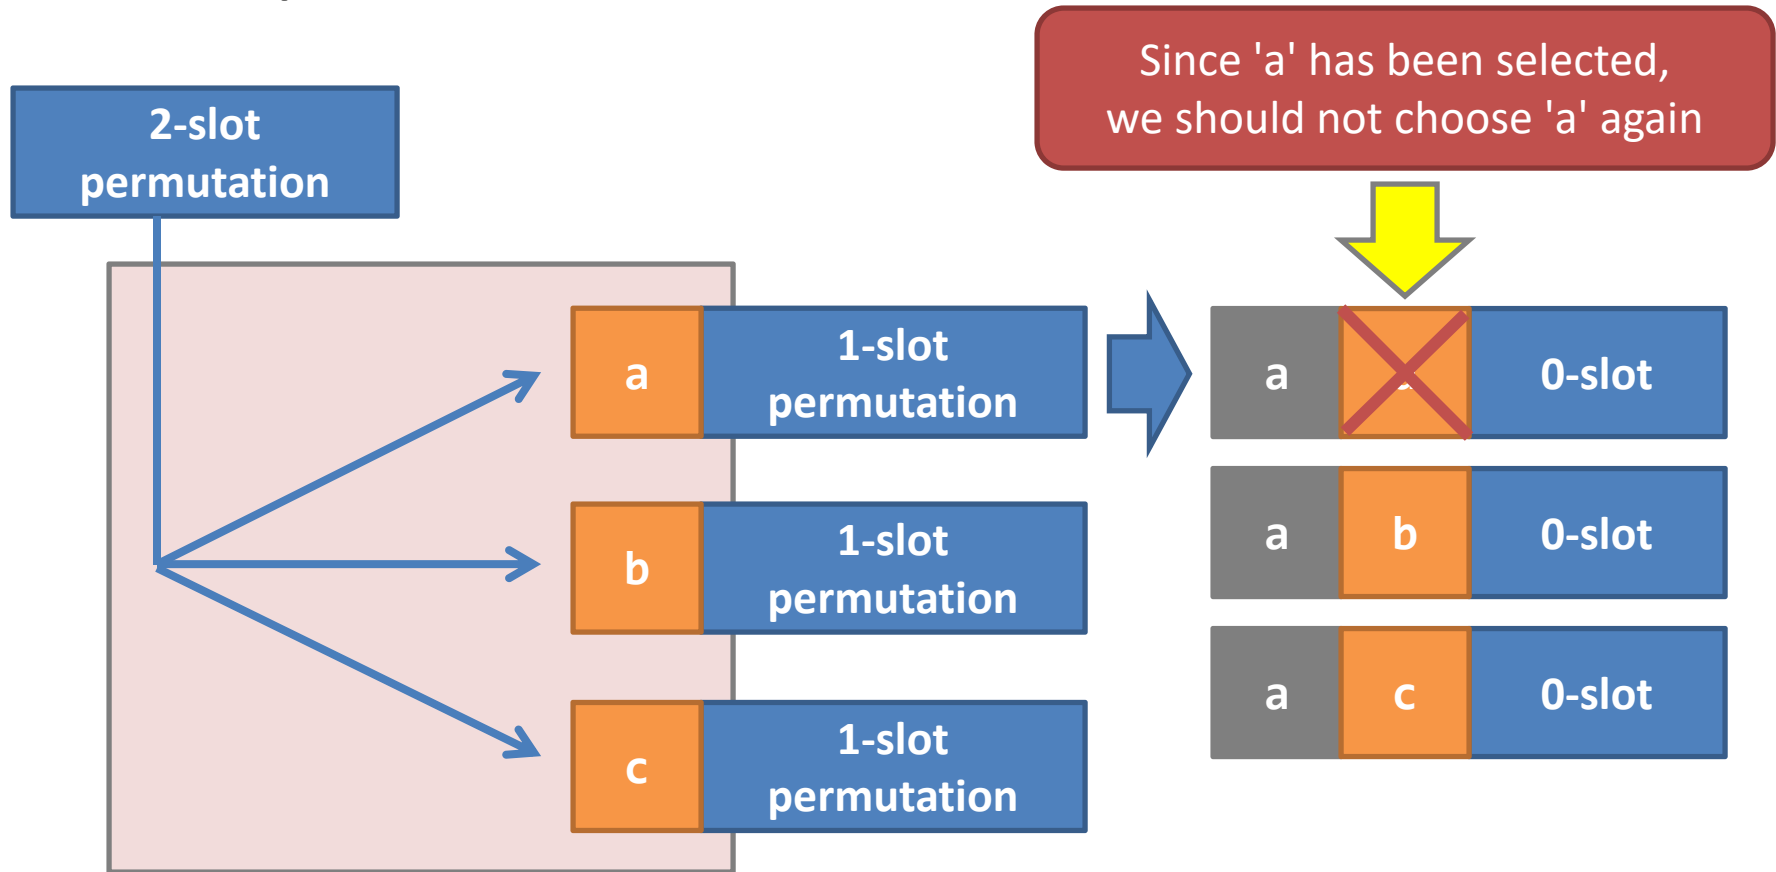 Since 'a' has been selected,
we should not choose 'a' again
2-slot
permutation
a
1-slot
permutation
a
0-slot
b
1-slot
permutation
a
b
0-slot
c
1-slot
permutation
a
c
0-slot